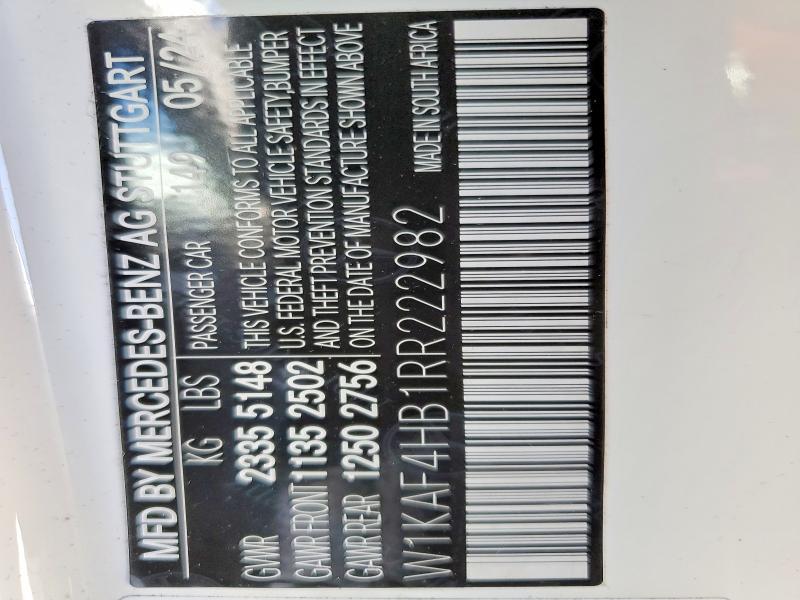 MFD BY MERCEDES-BENZ AG STUTTGART
KG LBS PASSENGER CAR 149 05/24
GWR 2335 5148 THIS VEHICLE CONFORMS TO ALL APPLICABLE
GAWR FRONT 1135 2502 U.S. FEDERAL MOTOR VEHICLE SAFETY, BUMPER
AND THEFT PREVENTION STANDARDS IN EFFECT
GAWR REAR 1250 2756 ON THE DATE OF MANUFACTURE SHOWN ABOVE
W1KAF4HB1RR222982 MADE IN SOUTH AFRICA